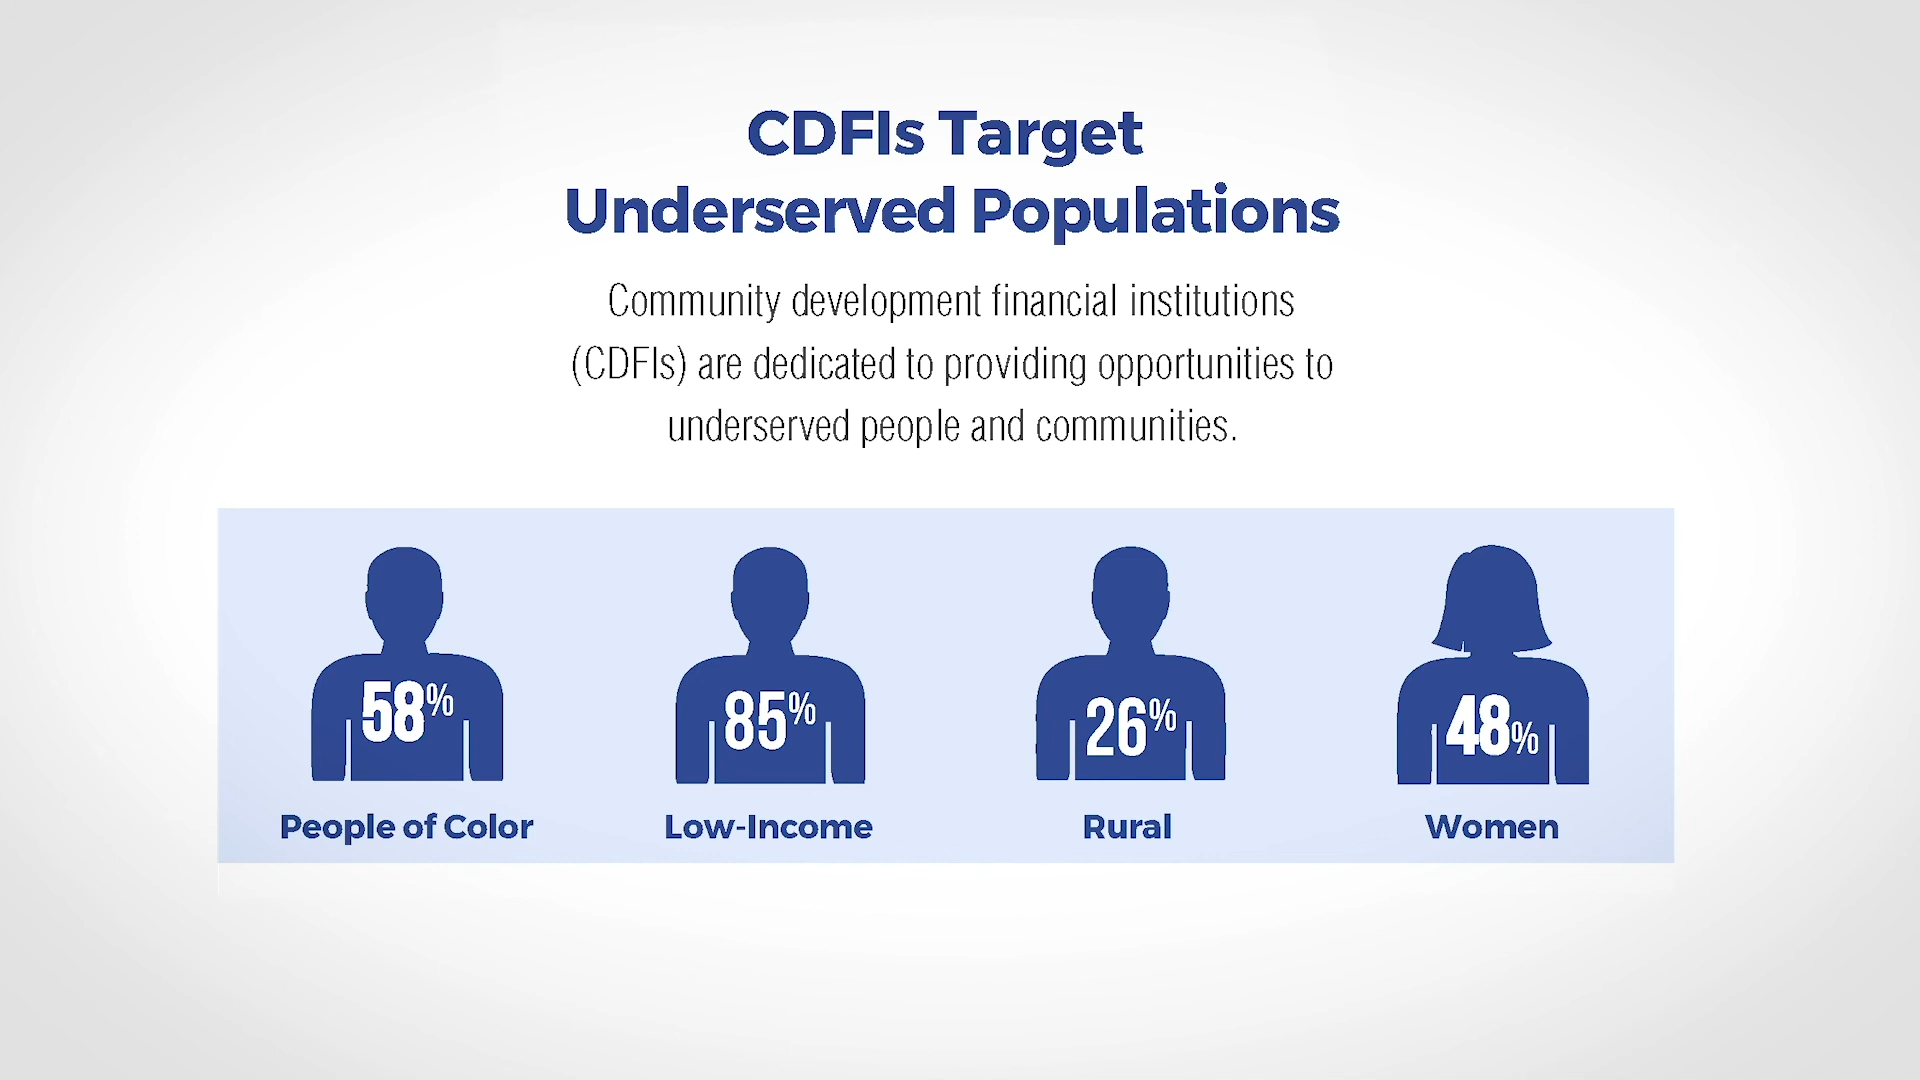 CDFIs Target
Underserved Populations
Community development financial institutions
(CDFIs) are dedicated to providing opportunities to
underserved people and communities.
58%
85%
26%
48%
People of Color
Low-Income
Rural
Women